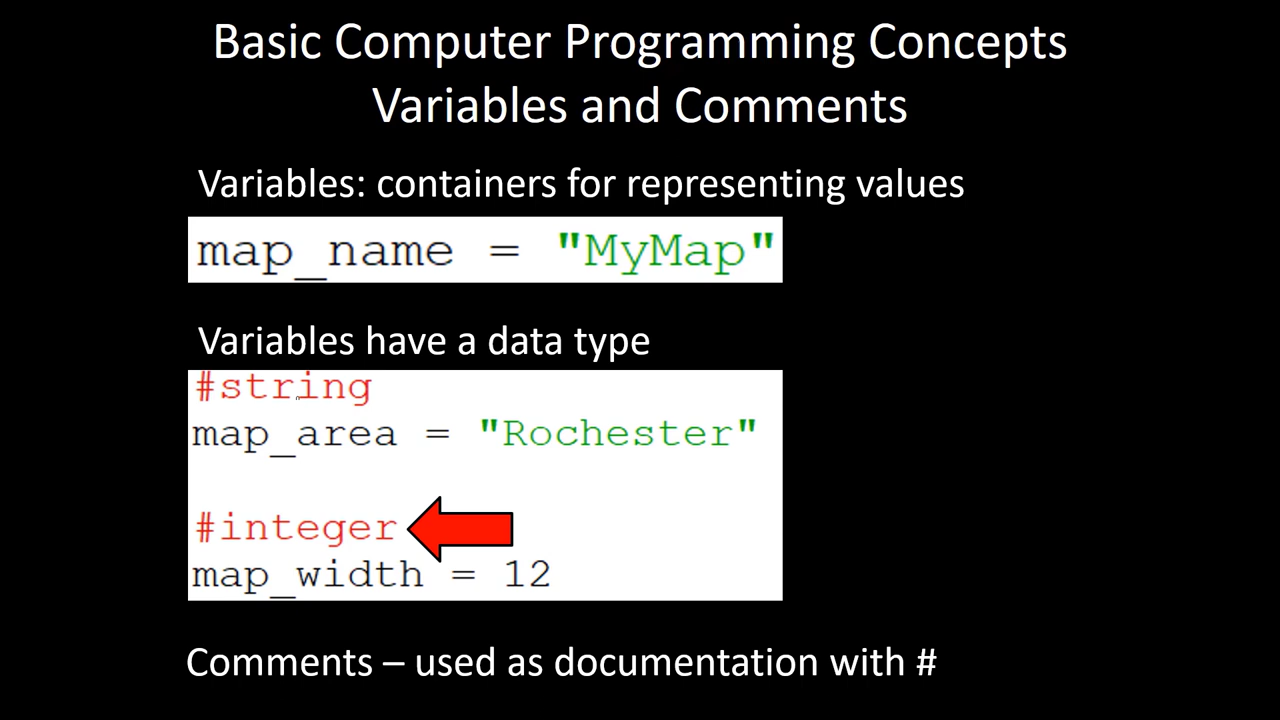 Basic Computer Programming Concepts
Variables and Comments
Variables: containers for representing values
map_name = "MyMap"
Variables have a data type
#string
map_area = "Rochester"
#integer
map_width = 12
Comments – used as documentation with #